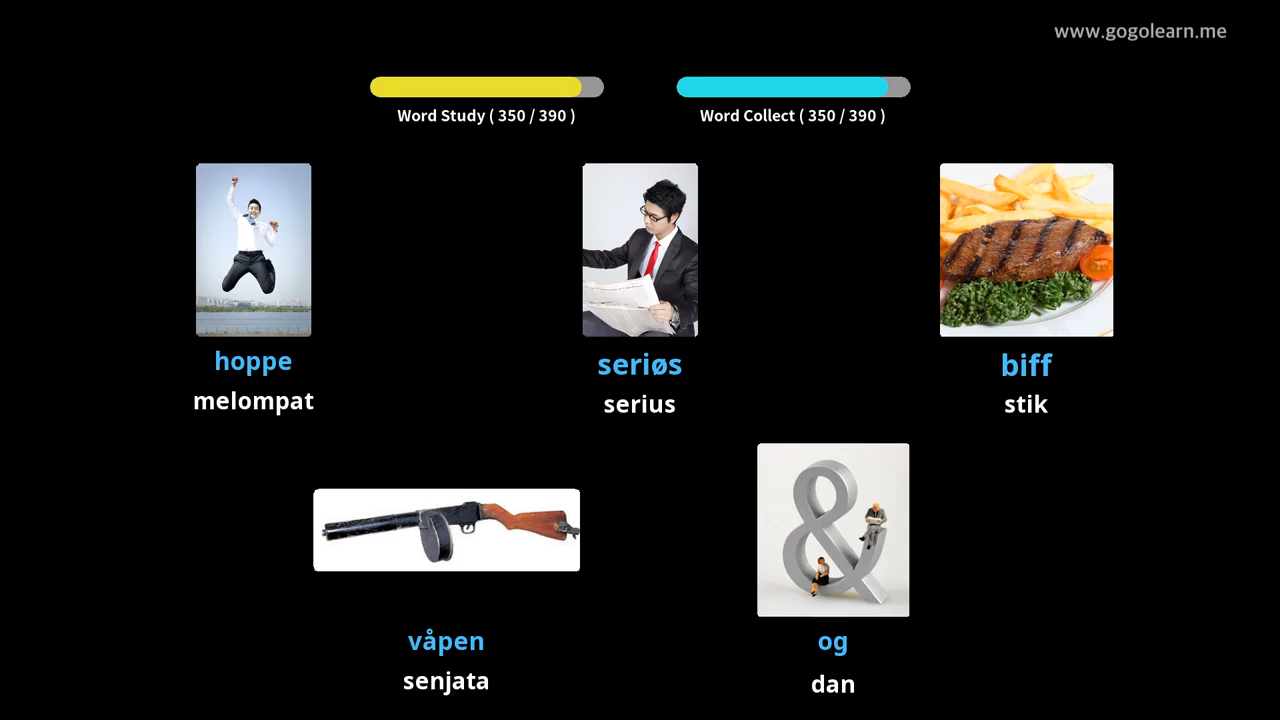 www.gogolearn.me
Word Study ( 350 / 390 )
Word Collect ( 350 / 390 )
hoppe
melompat
seriøs
serius
biff
stik
våpen
senjata
&
og
dan